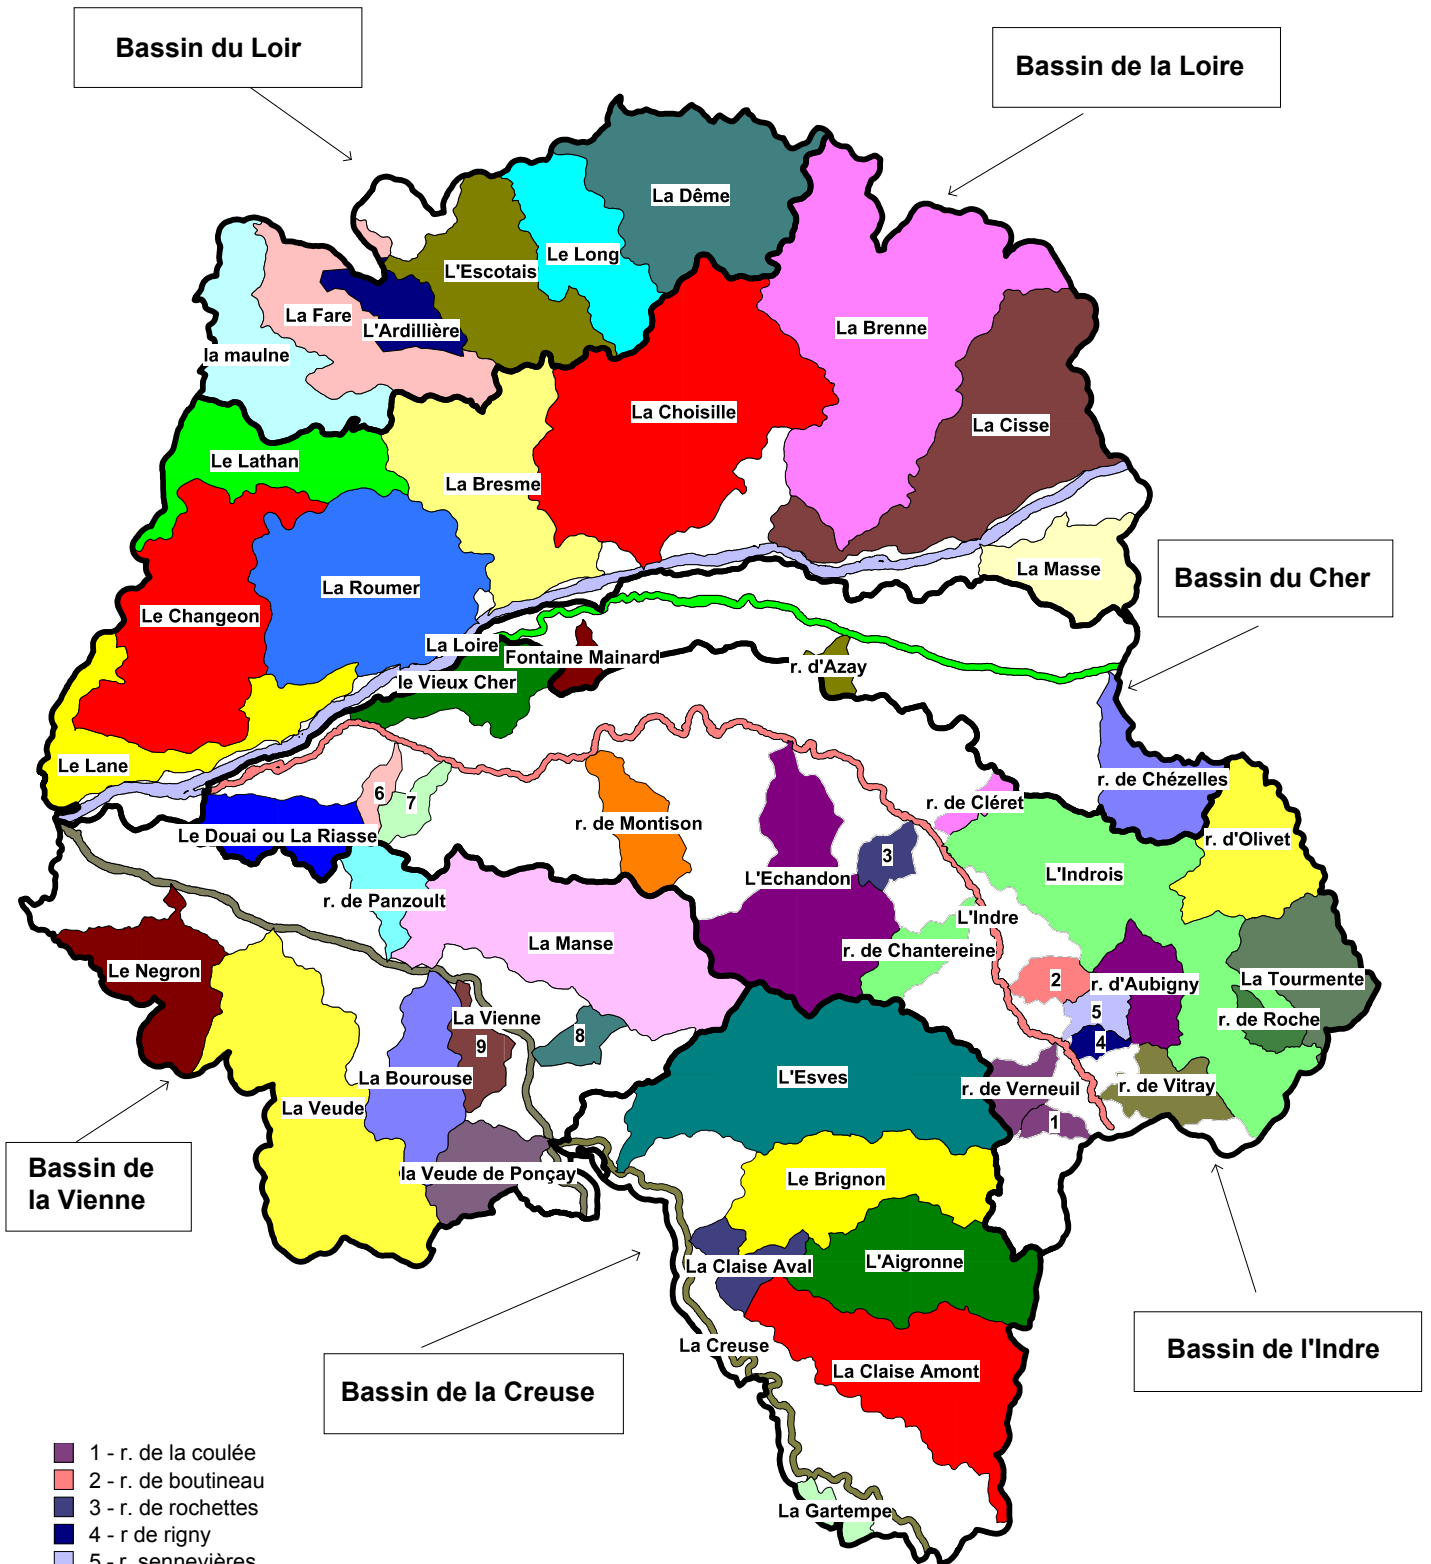 Bassin du Loir
Bassin de la Loire
La Dême
Le Long
L'Escotais
La Fare
L'Ardillière
La Brenne
la maulne
La Choisille
La Cisse
Le Lathan
La Bresme
La Masse
Bassin du Cher
La Roumer
Le Changeon
La Loire
Fontaine Mainard
r. d'Azay
le Vieux Cher
Le Lane
r. de Chézelles
6
7
r. de Cléret
r. de Montison
Le Douai ou La Riasse
r. d'Olivet
3
L'Echandon
L'Indrois
r. de Panzoult
L'Indre
La Manse
r. de Chantereine
Le Negron
2
r. d'Aubigny
La Tourmente
5
La Vienne
r. de Roche
8
9
4
La Bourouse
L'Esves
r. de Verneuil
r. de Vitray
La Veude
1
Bassin de
la Vienne
la Veude de Ponçay
Le Brignon
La Claise Aval
L'Aigronne
La Creuse
Bassin de l'Indre
La Claise Amont
Bassin de la Creuse
La Gartempe
1 - r. de la coulée
2 - r. de boutineau
3 - r. de rochettes
4 - r de rigny
5 - r. sennevières